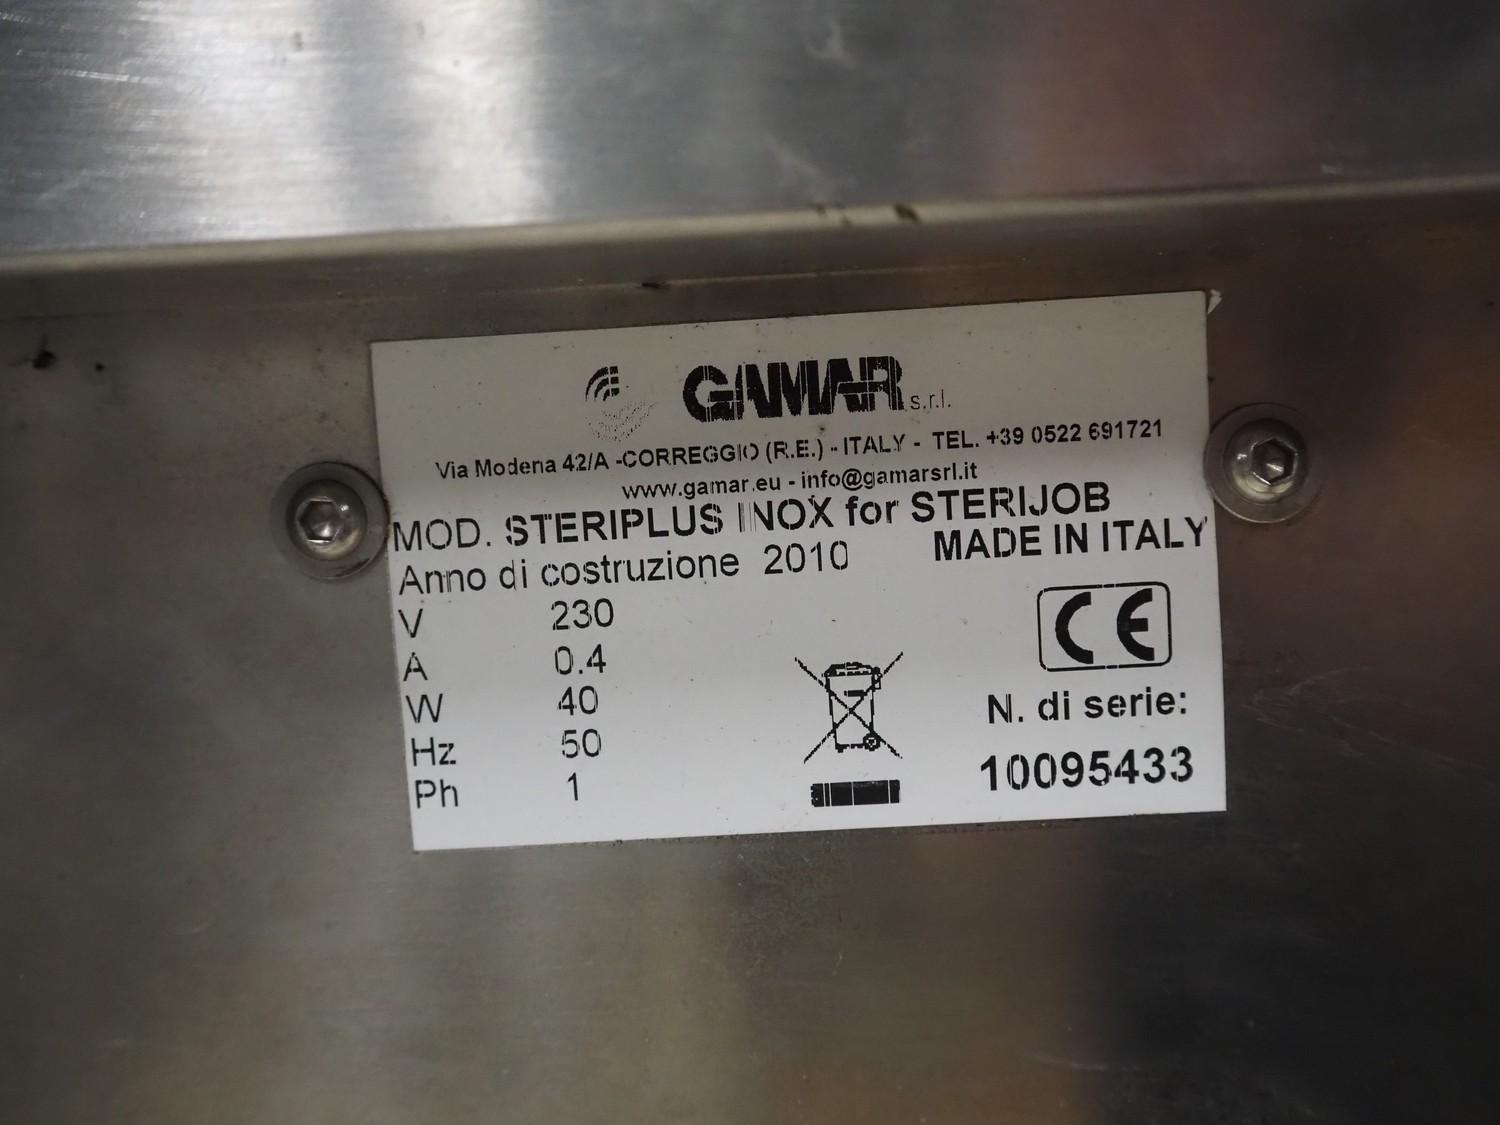 GAMAR s.r.l.
Via Modena 42/A -CORREGGIO (R.E.) - ITALY - TEL. +39 0522 691721
www.gamar.eu - info@gamarsrl.it
MOD. STERIPLUS INOX for STERIJOB
MADE IN ITALY
Anno di costruzione 2010
V 230
A 0.4
W 40
Hz 50
Ph 1
CE
N. di serie:
10095433